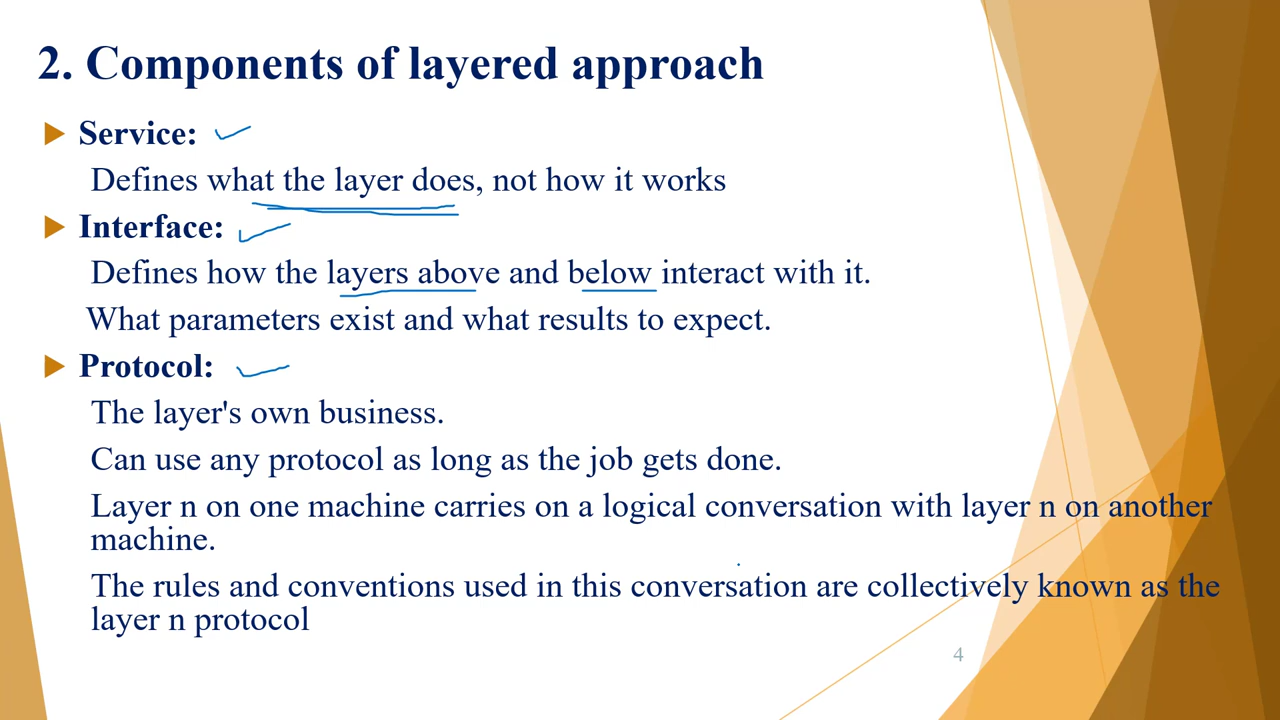 2. Components of layered approach
Service:
Defines what the layer does, not how it works
Interface:
Defines how the layers above and below interact with it.
What parameters exist and what results to expect.
Protocol:
The layer's own business.
Can use any protocol as long as the job gets done.
Layer n on one machine carries on a logical conversation with layer n on another
machine.
The rules and conventions used in this conversation are collectively known as the
layer n protocol
4